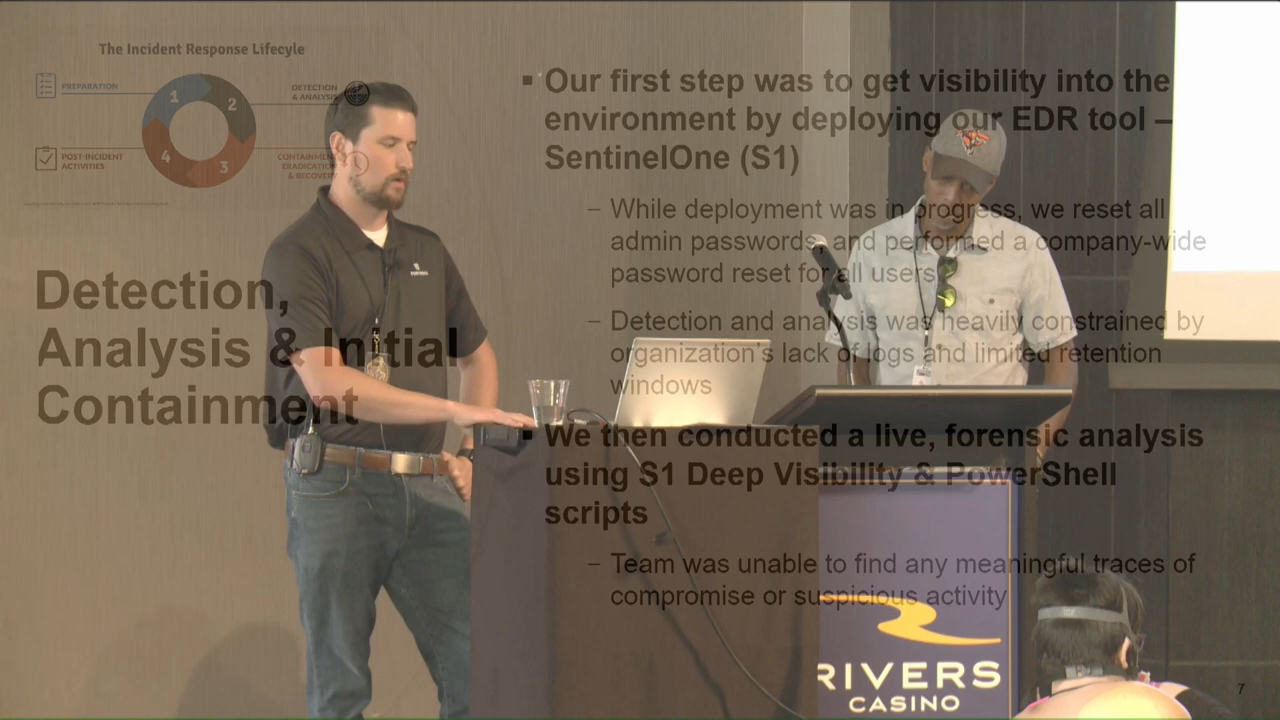 The Incident Response Lifecyle
PREPARATION
1
2
DETECTION
& ANALYSIS
POST-INCIDENT
ACTIVITIES
4
3
CONTAINMENT,
ERADICATION
& RECOVERY
Detection,
Analysis & Initial
Containment
▪ Our first step was to get visibility into the
environment by deploying our EDR tool –
SentinelOne (S1)
– While deployment was in progress, we reset all
admin passwords, and performed a company-wide
password reset for all users
– Detection and analysis was heavily constrained by
organization's lack of logs and limited retention
windows
▪ We then conducted a live, forensic analysis
using S1 Deep Visibility & PowerShell
scripts
– Team was unable to find any meaningful traces of
compromise or suspicious activity
RIVERS
CASINO
7